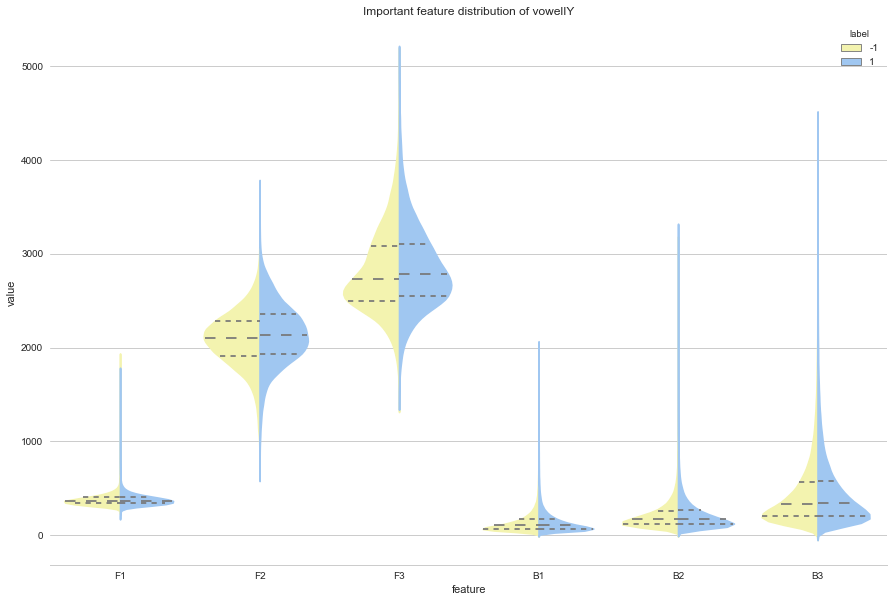 Important feature distribution of vowelIY
label
-1
1
5000
4000
3000
2000
1000
0
value
F1 F2 F3 B1 B2 B3
feature